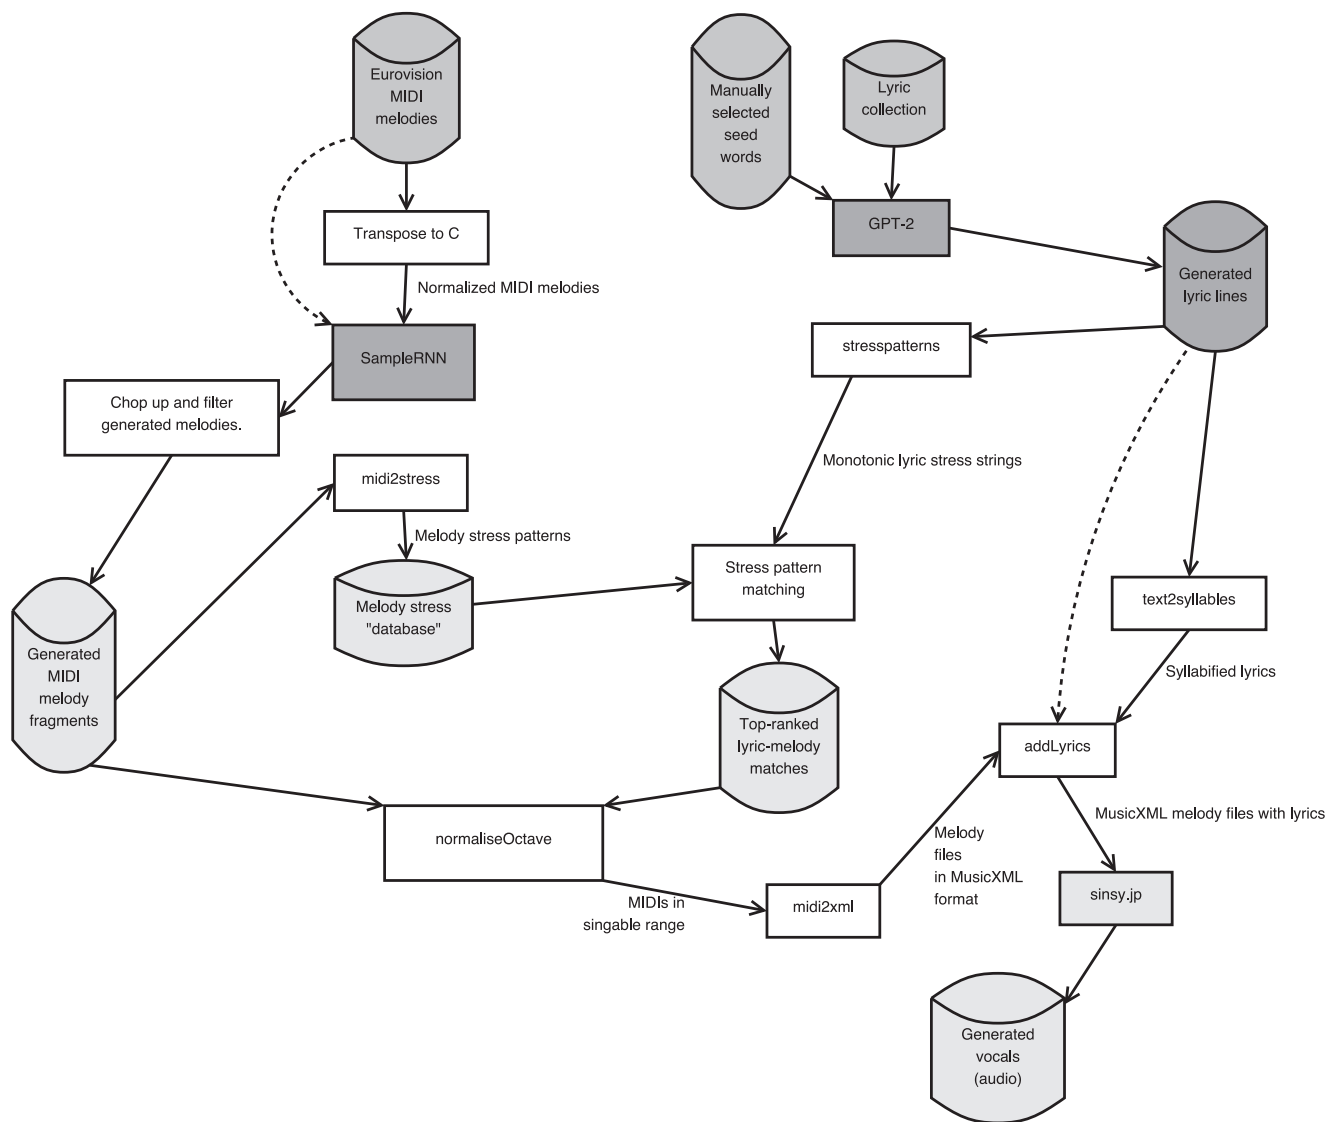 Eurovision
MIDI
melodies
Manually
selected
seed
words
Lyric
collection
Transpose to C
GPT-2
Generated
lyric lines
Normalized MIDI melodies
SampleRNN
stresspatterns
Chop up and filter
generated melodies.
Monotonic lyric stress strings
midi2stress
Melody stress patterns
Stress pattern
matching
Melody stress
"database"
text2syllables
Generated
MIDI
melody
fragments
Syllabified lyrics
Top-ranked
lyric-melody
matches
addLyrics
MusicXML melody files with lyrics
normaliseOctave
Melody
files
in MusicXML
format
MIDIs in
singable range
midi2xml
sinsy.jp
Generated
vocals
(audio)